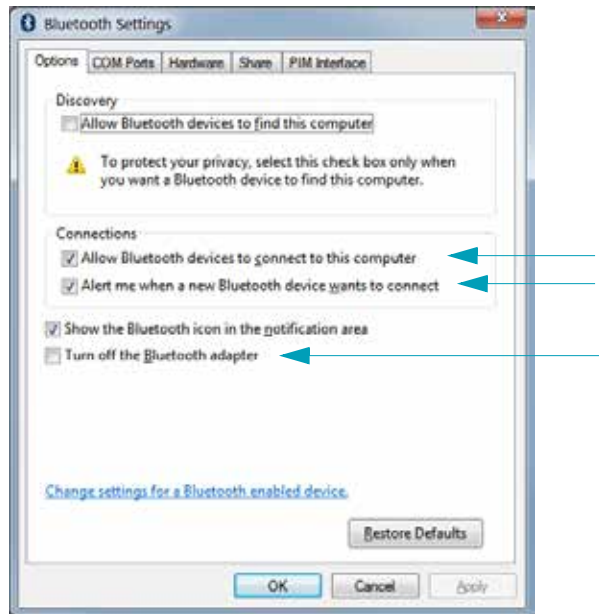 Bluetooth Settings
Options COM Ports Hardware Share PIM Interface
Discovery
Allow Bluetooth devices to find this computer
To protect your privacy, select this check box only when
you want a Bluetooth device to find this computer.
Connections
Allow Bluetooth devices to connect to this computer
Alert me when a new Bluetooth device wants to connect
Show the Bluetooth icon in the notification area
Turn off the Bluetooth adapter
Change settings for a Bluetooth enabled device.
Restore Defaults
OK Cancel Apply